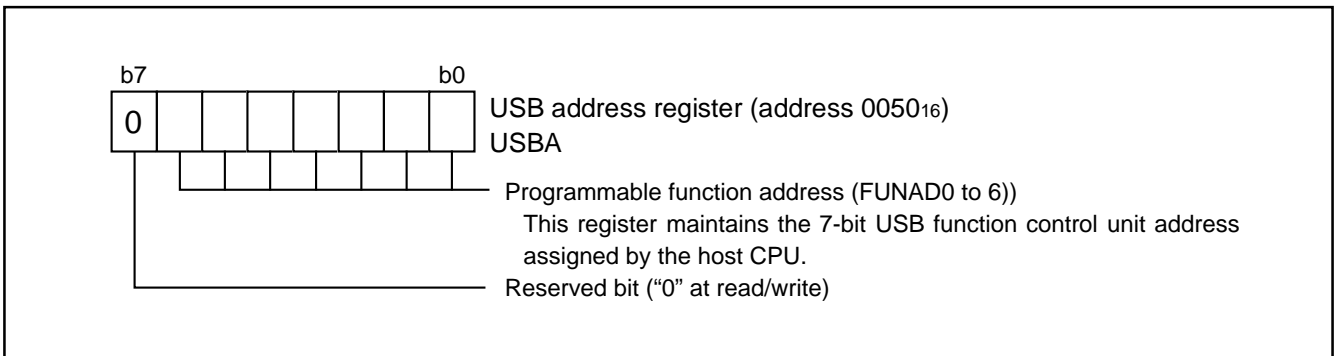 b7 b0
0 USB address register (address 0050₁₆)
USBA
Programmable function address (FUNAD0 to 6))
This register maintains the 7-bit USB function control unit address
assigned by the host CPU.
Reserved bit (“0” at read/write)